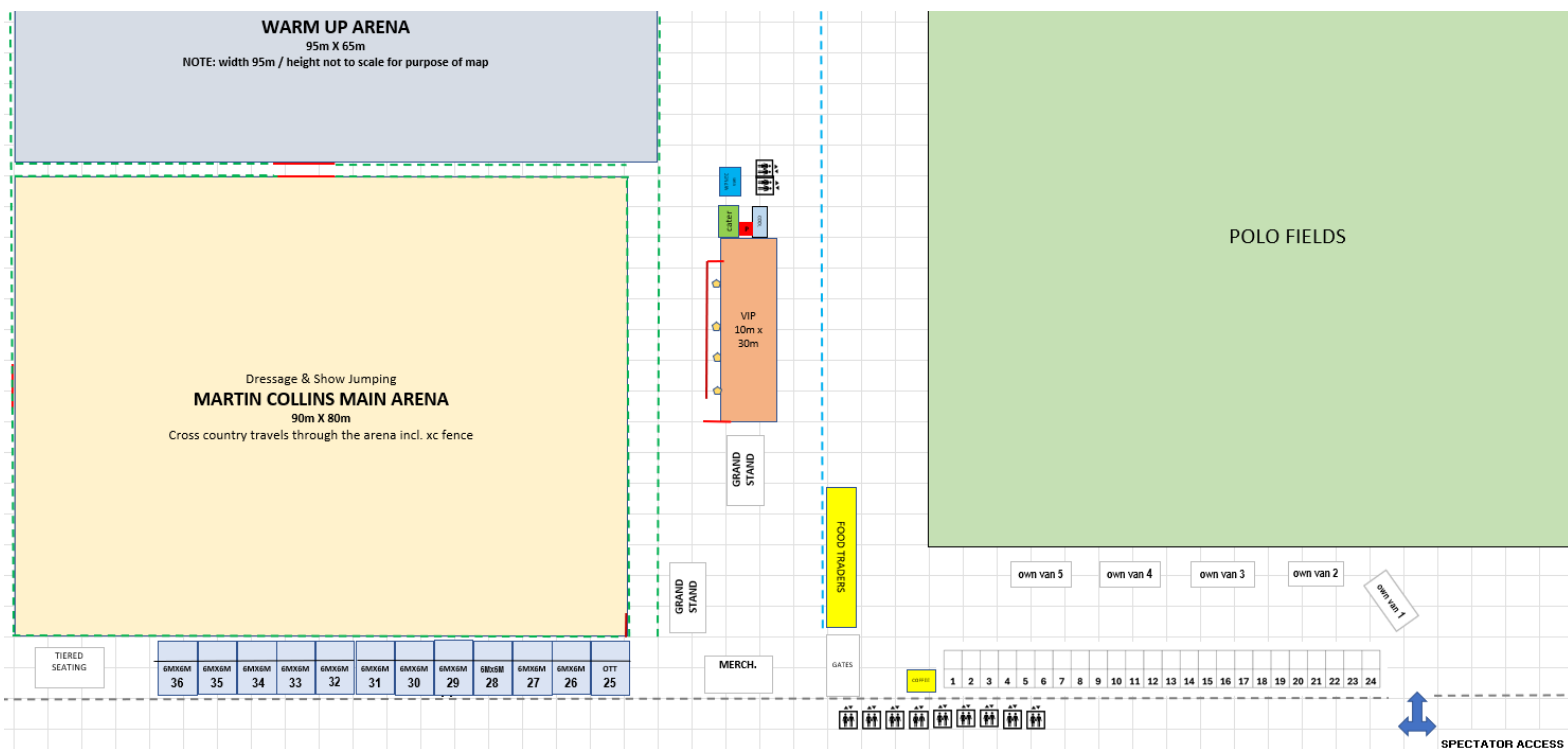 WARM UP ARENA
95m X 65m
NOTE: width 95m / height not to scale for purpose of map
cater
POLO FIELDS
VIP
10m x
30m
Dressage & Show Jumping
MARTIN COLLINS MAIN ARENA
90m X 80m
Cross country travels through the arena incl. xc fence
GRAND
STAND
FOOD TRADERS
GRAND
STAND
own van 5
own van 4
own van 3
own van 2
own van 1
TIERED
SEATING
6MX6M 6MX6M 6MX6M 6MX6M 6MX6M 6MX6M 6MX6M 6MX6M 6Mx6M 6MX6M 6MX6M OTT
36 35 34 33 32 31 30 29 28 27 26 25
MERCH.
GATES
coffee
1 2 3 4 5 6 7 8 9 10 11 12 13 14 15 16 17 18 19 20 21 22 23 24
SPECTATOR ACCESS